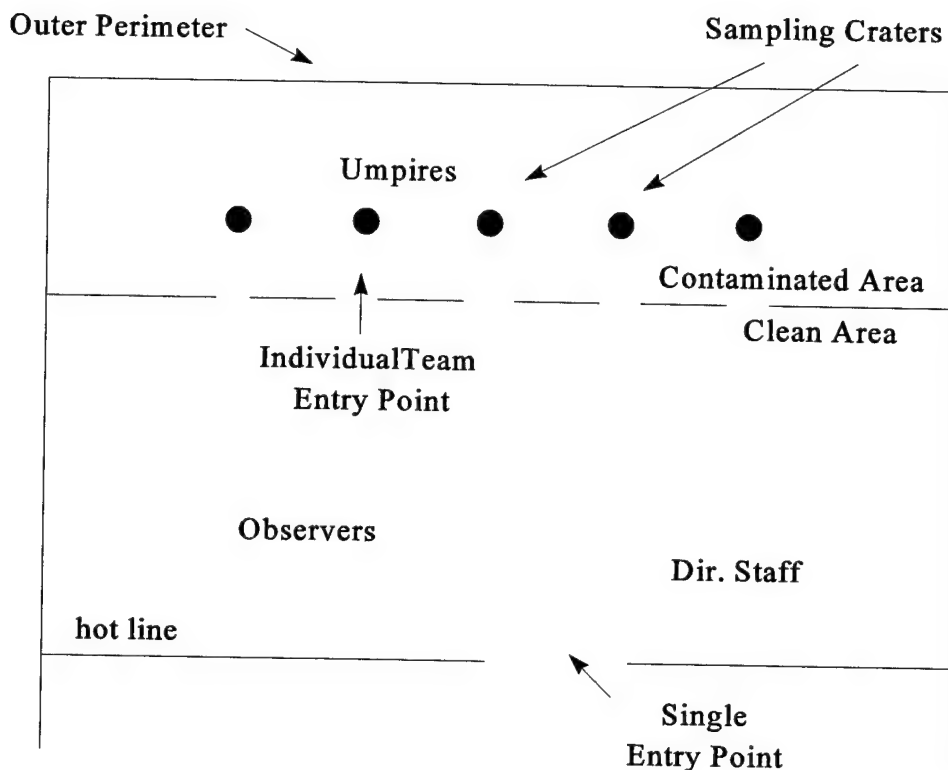 Outer Perimeter
Sampling Craters
Umpires
Contaminated Area
Clean Area
IndividualTeam
Entry Point
Observers
Dir. Staff
hot line
Single
Entry Point